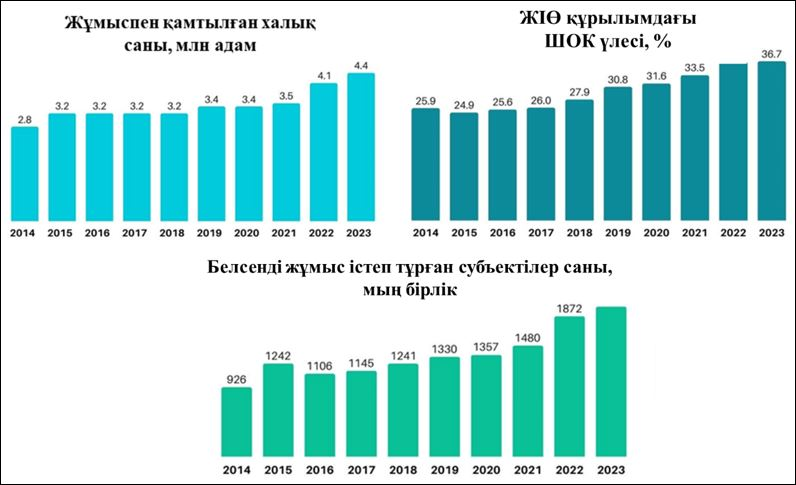 Жұмыспен қамтылған халық
саны, млн адам
2.8 3.2 3.2 3.2 3.2 3.4 3.4 3.5 4.1 4.4
2014 2015 2016 2017 2018 2019 2020 2021 2022 2023
ЖІӨ құрылымдағы
ШОК үлесі, %
25.9 24.9 25.6 26.0 27.9 30.8 31.6 33.5 36.7
2014 2015 2016 2017 2018 2019 2020 2021 2022 2023
Белсенді жұмыс істеп тұрған субъектілер саны,
мың бірлік
926 1242 1106 1145 1241 1330 1357 1480 1872
2014 2015 2016 2017 2018 2019 2020 2021 2022 2023